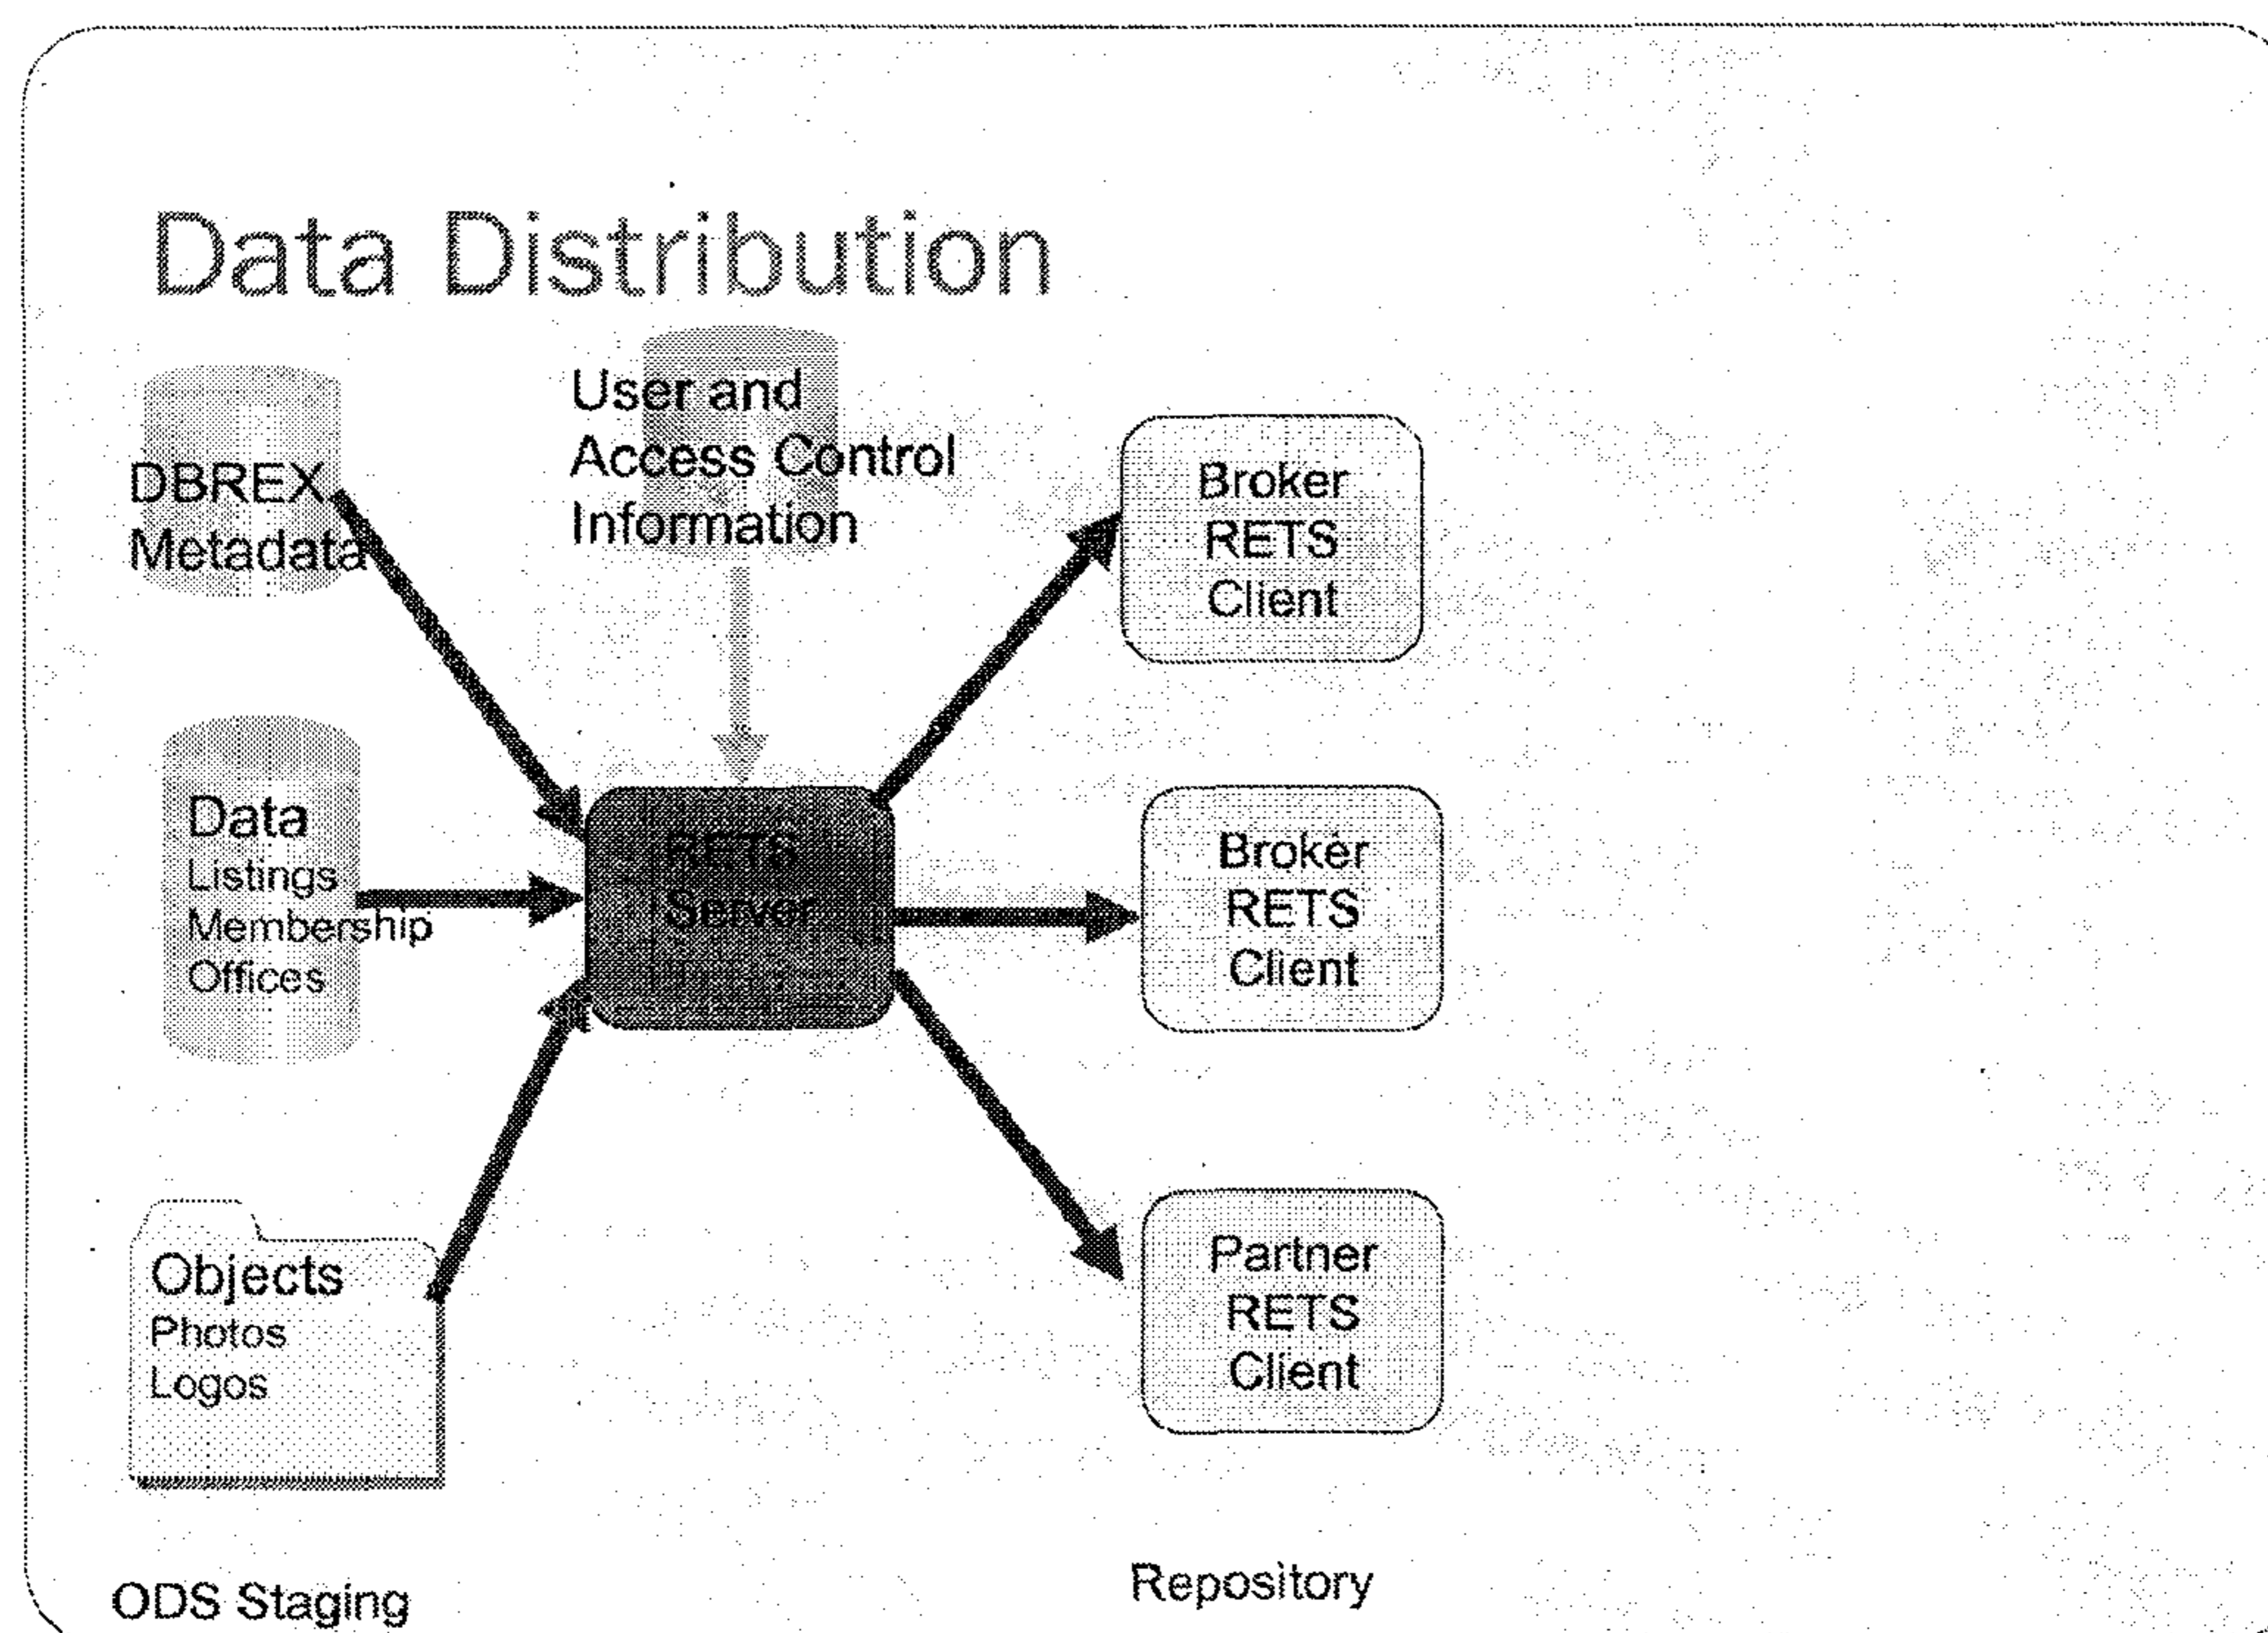 Data Distribution
DBREX
Metadata
User and
Access Control
Information
Broker
RETS
Client
Data
Listings
Membership
Offices
RETS
Server
Broker
RETS
Client
Objects
Photos
Logos
Partner
RETS
Client
ODS Staging
Repository